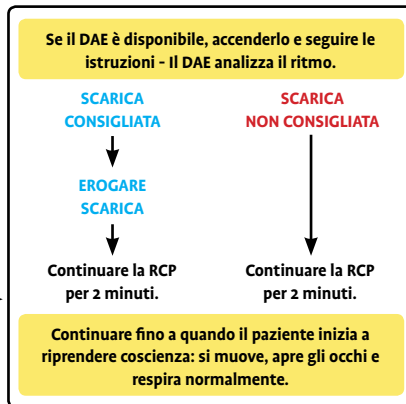 Se il DAE è disponibile, accenderlo e seguire le
istruzioni - Il DAE analizza il ritmo.
SCARICA
CONSIGLIATA
EROGARE
SCARICA
Continuare la RCP
per 2 minuti.
SCARICA
NON CONSIGLIATA
Continuare la RCP
per 2 minuti.
Continuare fino a quando il paziente inizia a
riprendere coscienza: si muove, apre gli occhi e
respira normalmente.